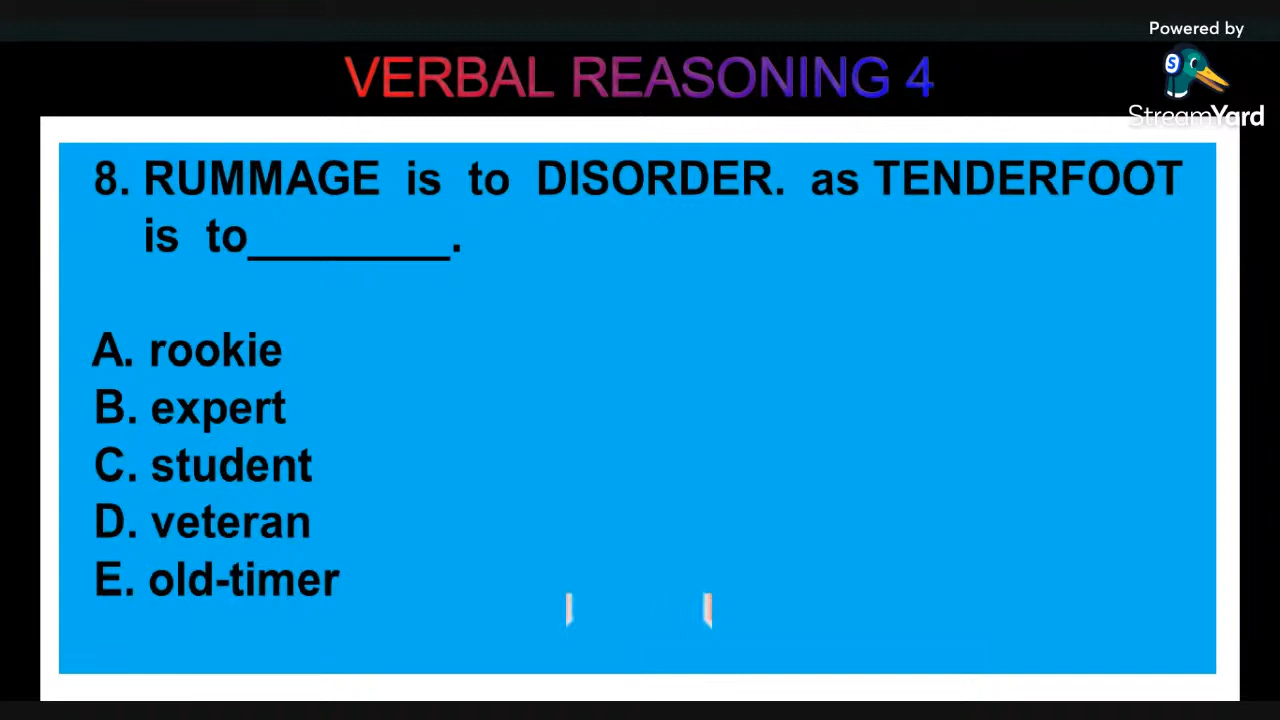 Powered by
StreamYard
VERBAL REASONING 4
8. RUMMAGE is to DISORDER. as TENDERFOOT
is to________.
A. rookie
B. expert
C. student
D. veteran
E. old-timer